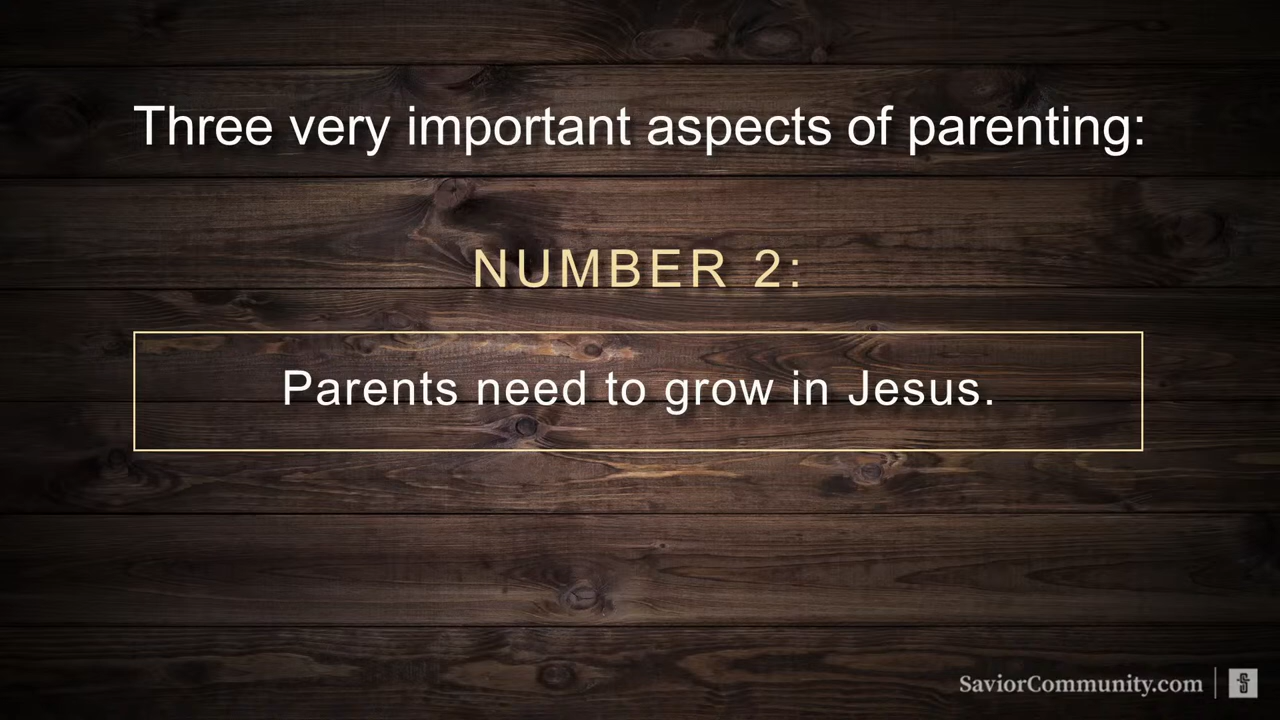 Three very important aspects of parenting:
NUMBER 2:
Parents need to grow in Jesus.
SaviorCommunity.com